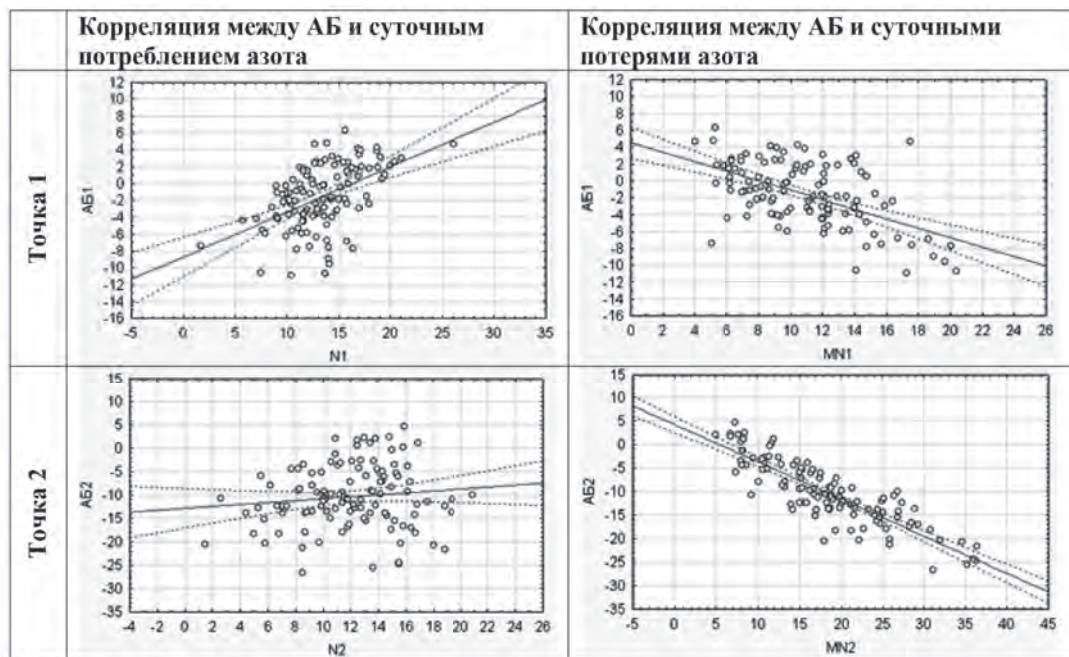 Корреляция между АБ и суточным
потреблением азота
Корреляция между АБ и суточными
потерями азота
Точка 1
12
10
8
6
4
2
0
-2
-4
-6
-8
-10
-12
-14
-16
АБ1
-5 0 5 10 15 20 25 30 35
N1
12
10
8
6
4
2
0
-2
-4
-6
-8
-10
-12
-14
-16
АБ1
0 2 4 6 8 10 12 14 16 18 20 22 24 26
MN1
Точка 2
15
10
5
0
-5
-10
-15
-20
-25
-30
-35
АБ2
-4 -2 0 2 4 6 8 10 12 14 16 18 20 22 24 26
N2
15
10
5
0
-5
-10
-15
-20
-25
-30
-35
АБ2
-5 0 5 10 15 20 25 30 35 40 45
MN2